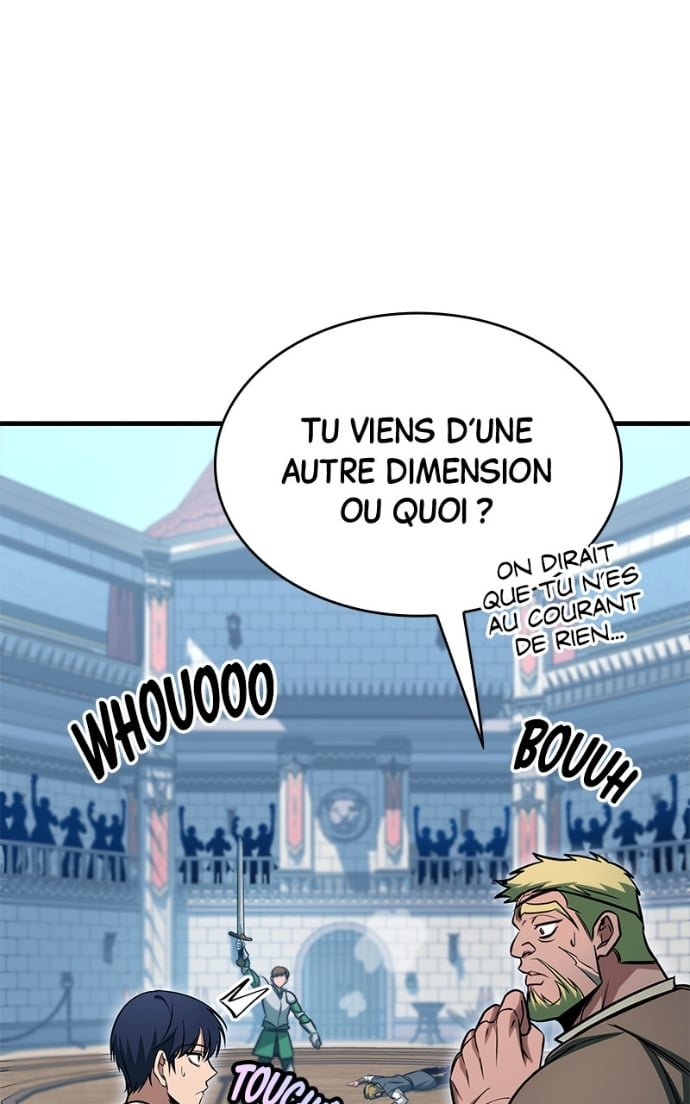 TU VIENS D'UNE
AUTRE DIMENSION
OU QUOI ?
ON DIRAIT
QUE TU N'ES
AU COURANT
DE RIEN...
WHOUOOO
BOUUH